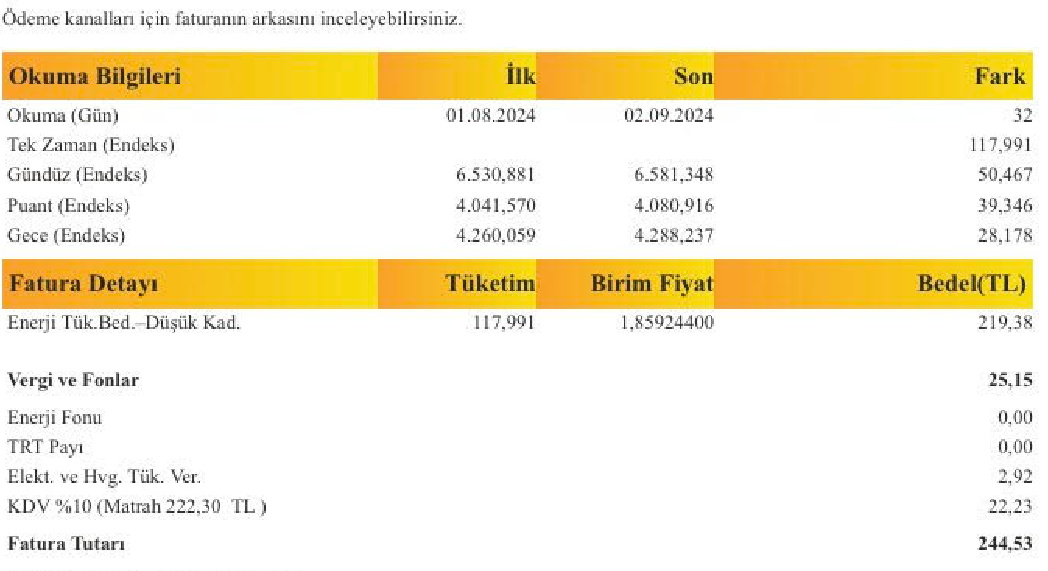 Ödeme kanalları için faturanın arkasını inceleyebilirsiniz.
Okuma Bilgileri İlk Son Fark
Okuma (Gün) 01.08.2024 02.09.2024 32
Tek Zaman (Endeks) 117,991
Gündüz (Endeks) 6.530,881 6.581,348 50,467
Puant (Endeks) 4.041,570 4.080,916 39,346
Gece (Endeks) 4.260,059 4.288,237 28,178
Fatura Detayı Tüketim Birim Fiyat Bedel(TL)
Enerji Tük.Bed.–Düşük Kad. 117,991 1,85924400 219,38
Vergi ve Fonlar 25,15
Enerji Fonu 0,00
TRT Payı 0,00
Elekt. ve Hvg. Tük. Ver. 2,92
KDV %10 (Matrah 222,30 TL ) 22,23
Fatura Tutarı 244,53